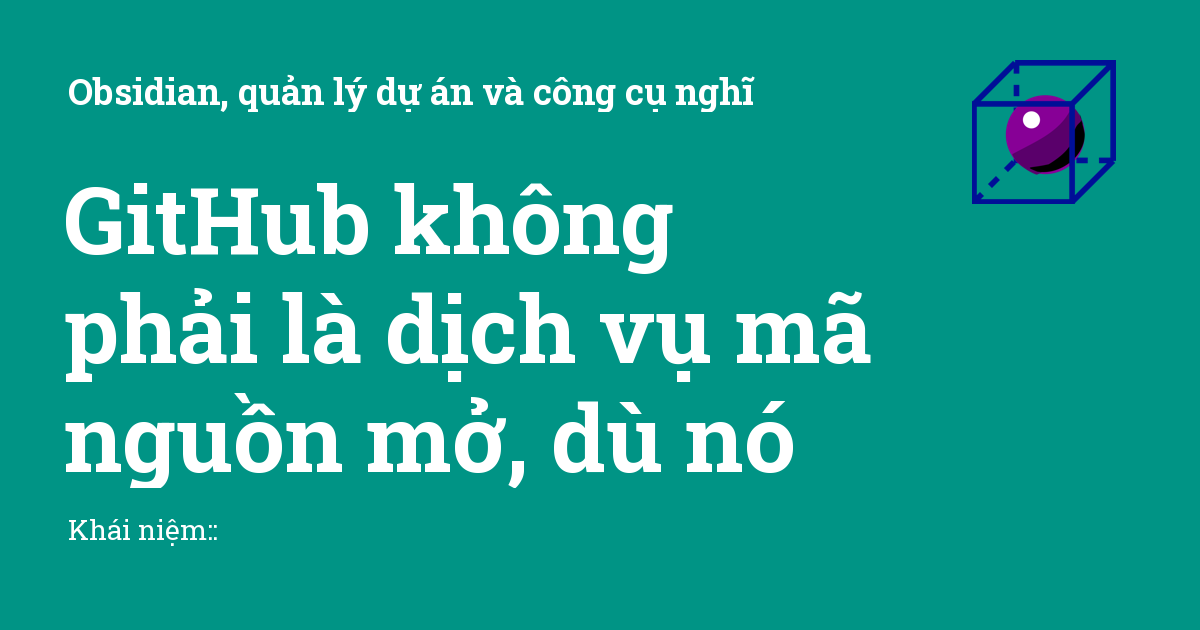 Obsidian, quản lý dự án và công cụ nghĩ
GitHub không
phải là dịch vụ mã
nguồn mở, dù nó
Khái niệm::